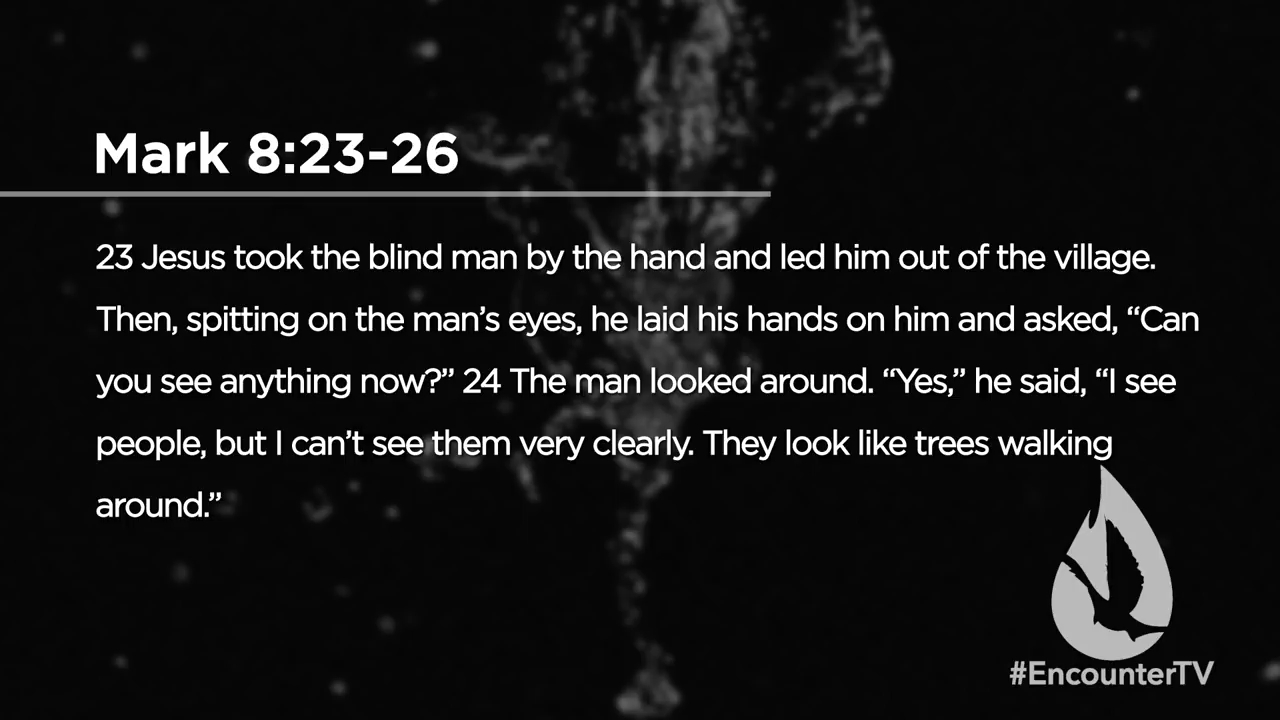 Mark 8:23-26
23 Jesus took the blind man by the hand and led him out of the village.
Then, spitting on the man’s eyes, he laid his hands on him and asked, “Can
you see anything now?” 24 The man looked around. “Yes,” he said, “I see
people, but I can’t see them very clearly. They look like trees walking
around.”
#EncounterTV